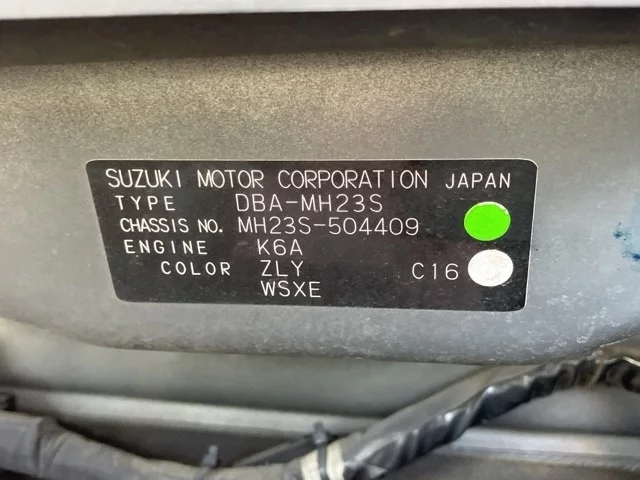 SUZUKI MOTOR CORPORATION JAPAN
TYPE DBA-MH23S
CHASSIS NO. MH23S-504409
ENGINE K6A
COLOR ZLY C16
WSXE